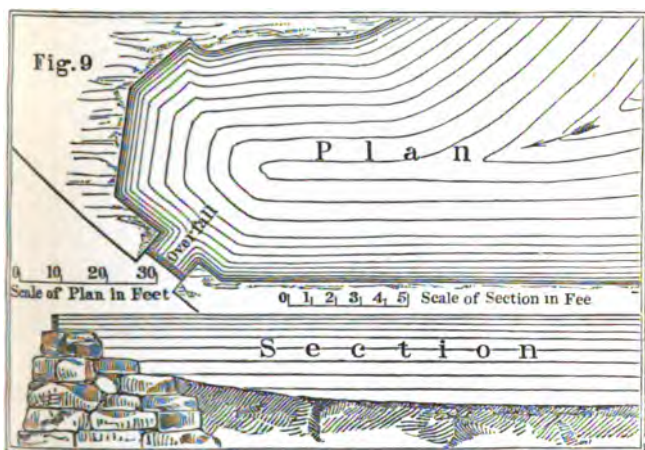 Fig. 9
Plan
Overfall
0 10 20 30
Scale of Plan in Feet
0 1 2 3 4 5 Scale of Section in Fee
Section